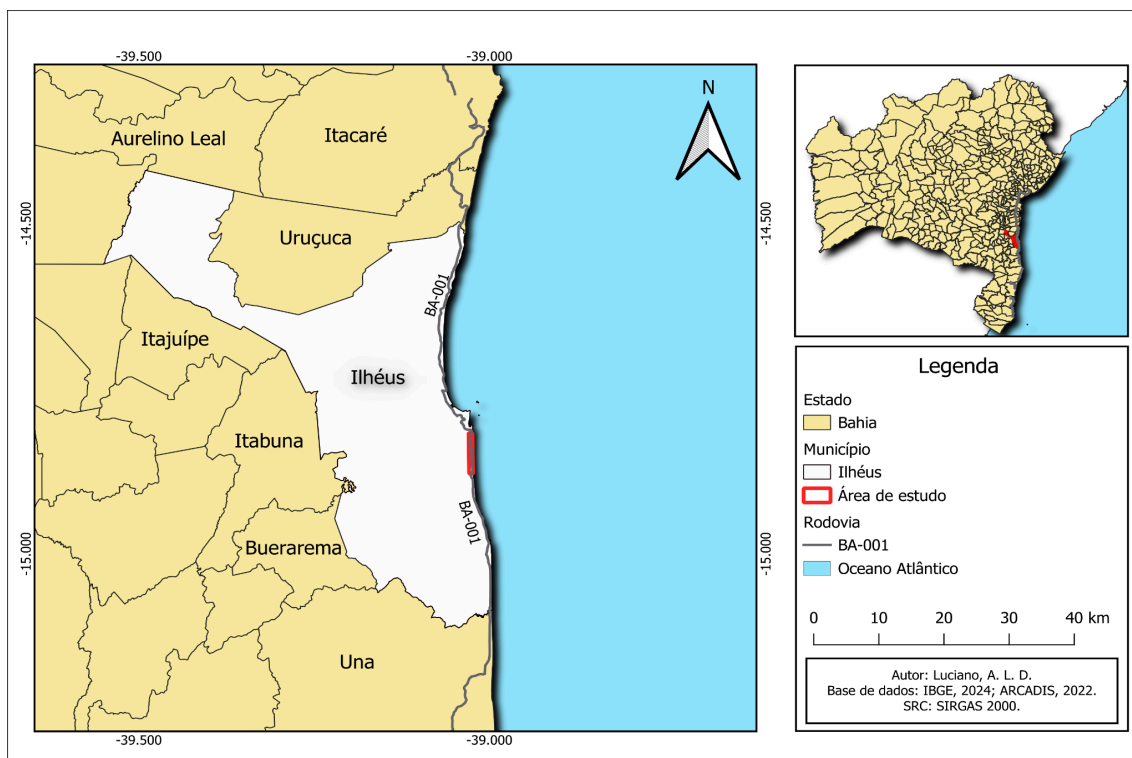 -39.500
-39.000
Aurelino Leal
Itacaré
N
-14.500
-14.500
Uruçuca
BA-001
Itajuípe
Ilhéus
Itabuna
BA-001
Buerarema
-15.000
-15.000
Una
-39.500
-39.000
Legenda
Estado
Bahia
Município
Ilhéus
Área de estudo
Rodovia
BA-001
Oceano Atlântico
0 10 20 30 40 km
Autor: Luciano, A. L. D.
Base de dados: IBGE, 2024; ARCADIS, 2022.
SRC: SIRGAS 2000.